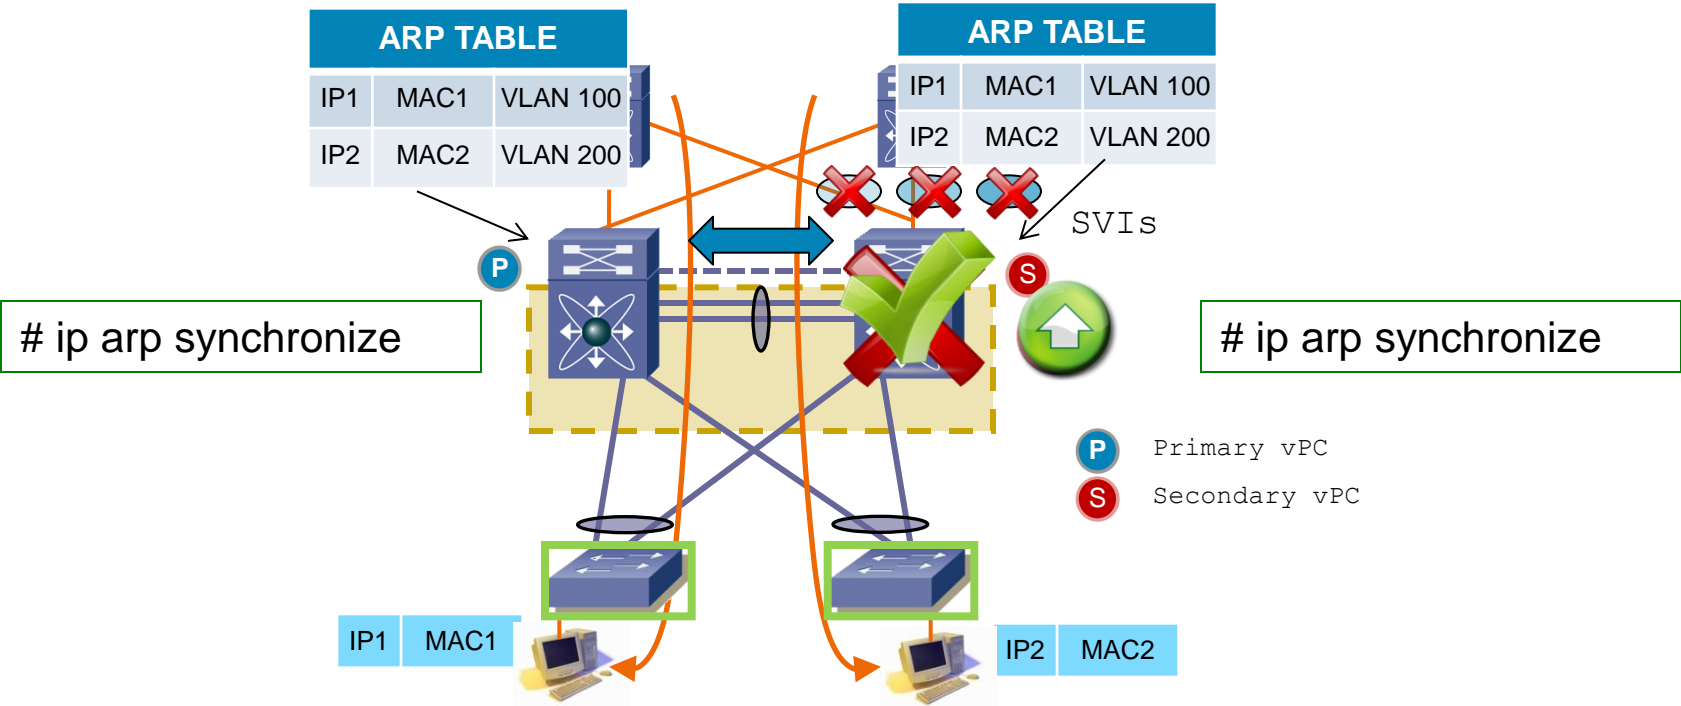 ARP TABLE
IP1 MAC1 VLAN 100
IP2 MAC2 VLAN 200
ARP TABLE
IP1 MAC1 VLAN 100
IP2 MAC2 VLAN 200
SVIs
P
S
# ip arp synchronize
# ip arp synchronize
P Primary vPC
S Secondary vPC
IP1 MAC1
IP2 MAC2